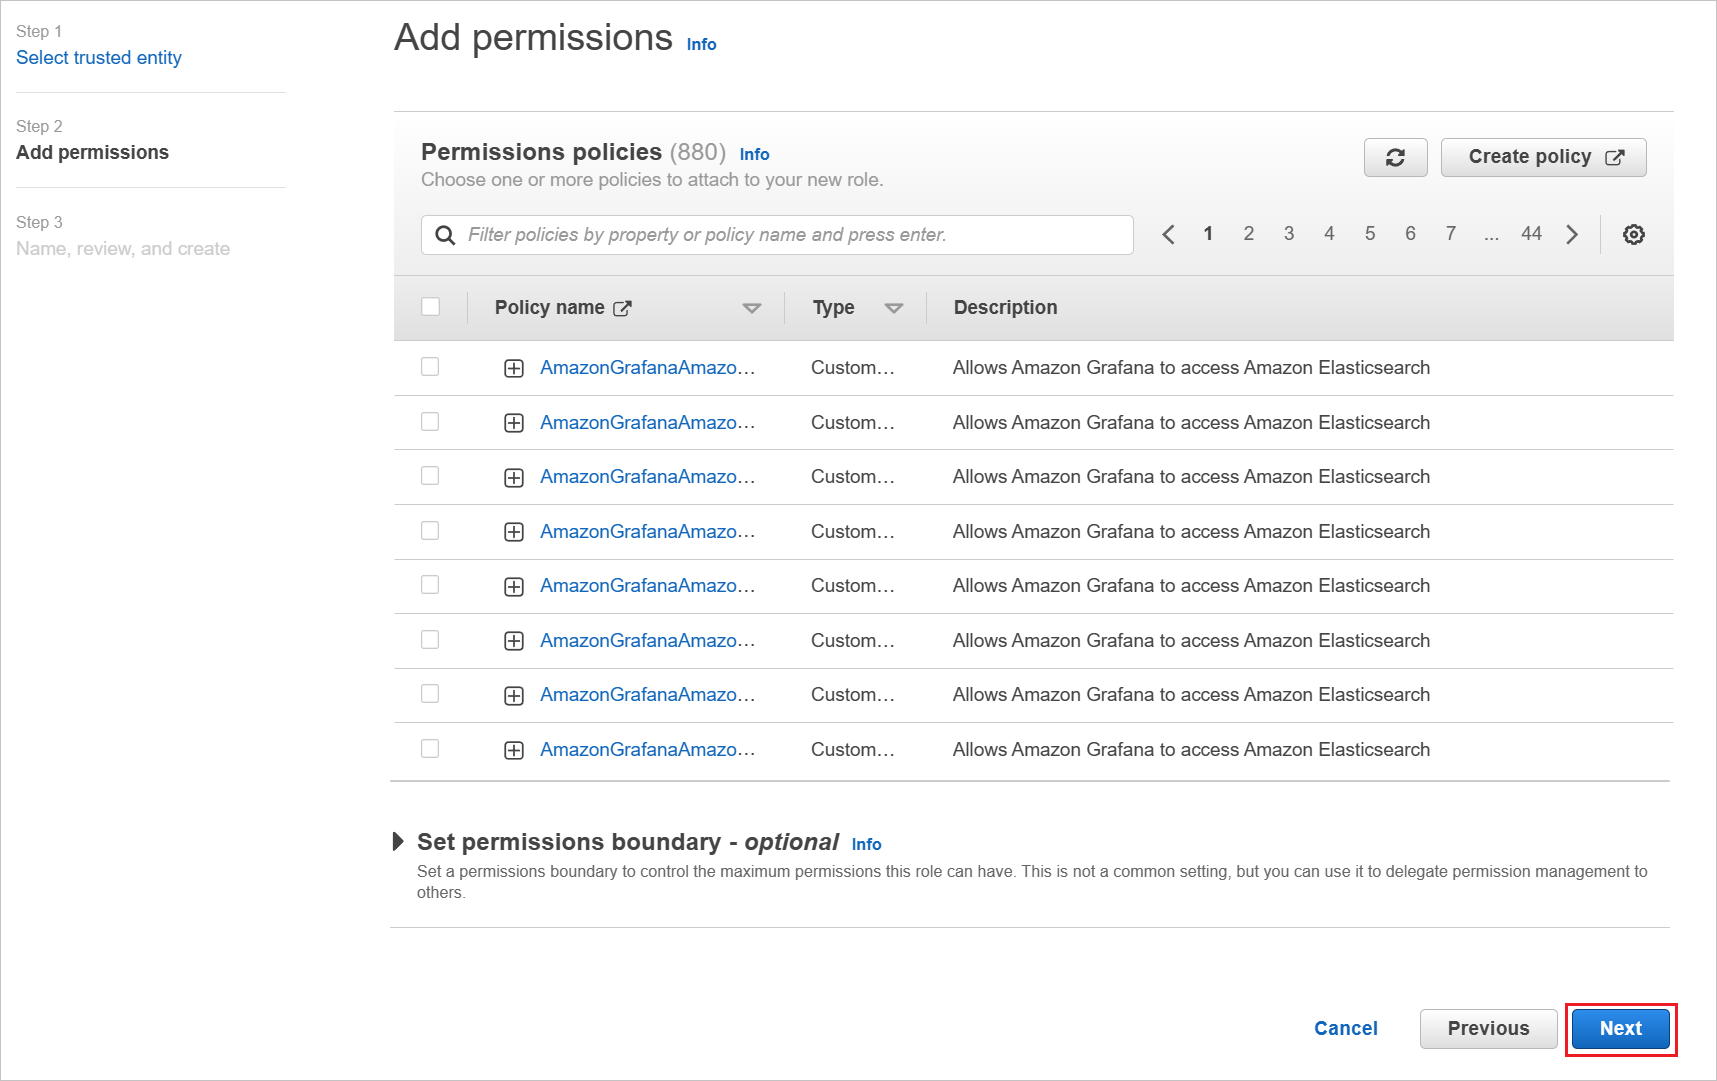 Step 1
Select trusted entity
Step 2
Add permissions
Step 3
Name, review, and create
Add permissions Info
Permissions policies (880) Info
Choose one or more policies to attach to your new role.
Create policy
Filter policies by property or policy name and press enter.
1 2 3 4 5 6 7 ... 44
Policy name Type Description
AmazonGrafanaAmazo... Custom... Allows Amazon Grafana to access Amazon Elasticsearch
AmazonGrafanaAmazo... Custom... Allows Amazon Grafana to access Amazon Elasticsearch
AmazonGrafanaAmazo... Custom... Allows Amazon Grafana to access Amazon Elasticsearch
AmazonGrafanaAmazo... Custom... Allows Amazon Grafana to access Amazon Elasticsearch
AmazonGrafanaAmazo... Custom... Allows Amazon Grafana to access Amazon Elasticsearch
AmazonGrafanaAmazo... Custom... Allows Amazon Grafana to access Amazon Elasticsearch
AmazonGrafanaAmazo... Custom... Allows Amazon Grafana to access Amazon Elasticsearch
AmazonGrafanaAmazo... Custom... Allows Amazon Grafana to access Amazon Elasticsearch
Set permissions boundary - optional Info
Set a permissions boundary to control the maximum permissions this role can have. This is not a common setting, but you can use it to delegate permission management to
others.
Cancel Previous Next